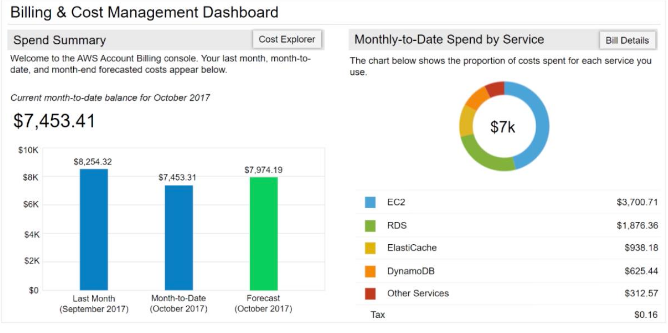 Billing & Cost Management Dashboard
Spend Summary
Cost Explorer
Welcome to the AWS Account Billing console. Your last month, month-to-
date, and month-end forecasted costs appear below.
Current month-to-date balance for October 2017
$7,453.41
$10K
$8K
$6K
$4K
$2K
$0
$8,254.32
$7,453.31
$7,974.19
Last Month
(September 2017)
Month-to-Date
(October 2017)
Forecast
(October 2017)
Monthly-to-Date Spend by Service
Bill Details
The chart below shows the proportion of costs spent for each service you
use.
$7k
EC2 $3,700.71
RDS $1,876.36
ElastiCache $938.18
DynamoDB $625.44
Other Services $312.57
Tax $0.16